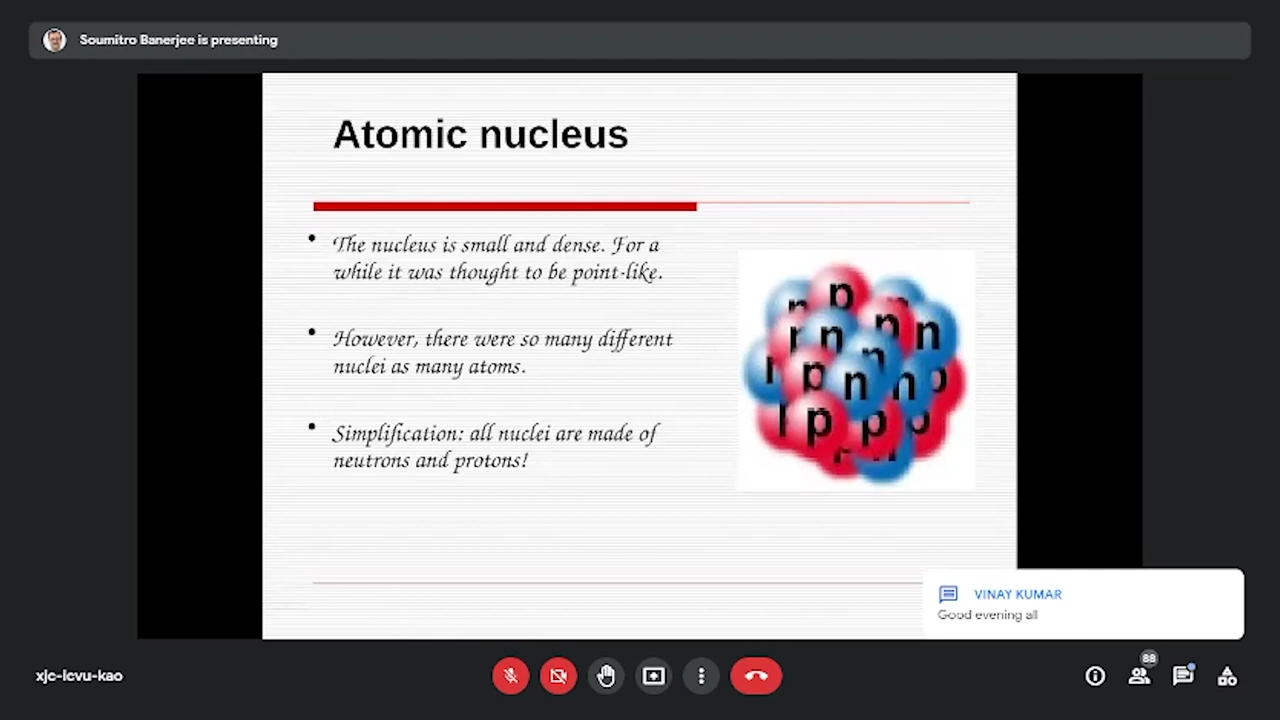 Soumitro Banerjee is presenting
Atomic nucleus
• The nucleus is small and dense. For a
while it was thought to be point-like.
• However, there were so many different
nuclei as many atoms.
• Simplification: all nuclei are made of
neutrons and protons!
n p n
n p n
n
p n n p
p p p
VINAY KUMAR
Good evening all
xjc-lcvu-kao
88